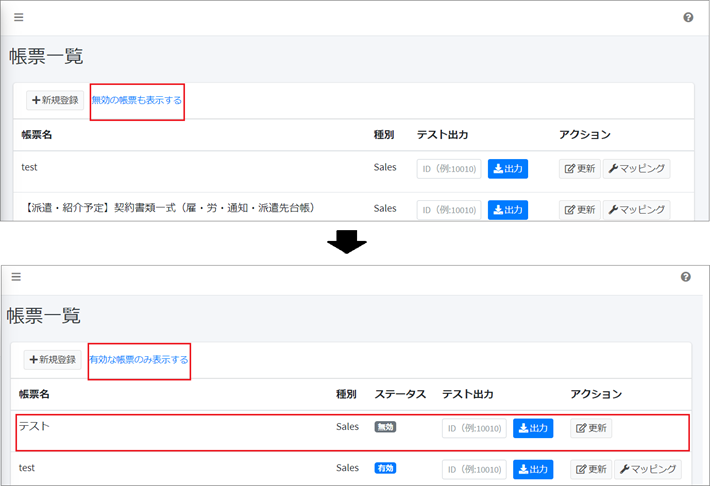 帳票一覧
新規登録 無効の帳票も表示する
帳票名 種別 テスト出力 アクション
test Sales ID（例:10010) 出力 更新 マッピング
【派遣・紹介予定】契約書類一式（雇・労・通知・派遣先台帳） Sales ID（例:10010) 出力 更新 マッピング
帳票一覧
新規登録 有効な帳票のみ表示する
帳票名 種別 ステータス テスト出力 アクション
テスト Sales 無効 ID（例:10010) 出力 更新
test Sales 有効 ID（例:10010) 出力 更新 マッピング